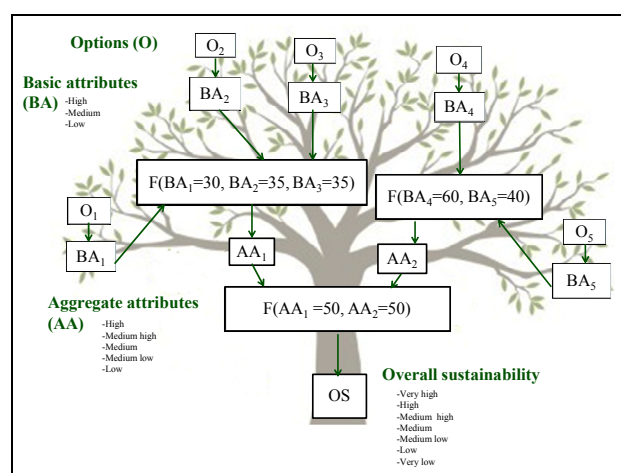 Options (O)
O₂
O₃
O₄
Basic attributes
(BA)
-High
-Medium
-Low
BA₂
BA₃
BA₄
F(BA₁=30, BA₂=35, BA₃=35)
F(BA₄=60, BA₅=40)
O₁
O₅
BA₁
AA₁
AA₂
BA₅
Aggregate attributes
(AA)
-High
-Medium high
-Medium
-Medium low
-Low
F(AA₁ =50, AA₂=50)
OS
Overall sustainability
-Very high
-High
-Medium high
-Medium
-Medium low
-Low
-Very low